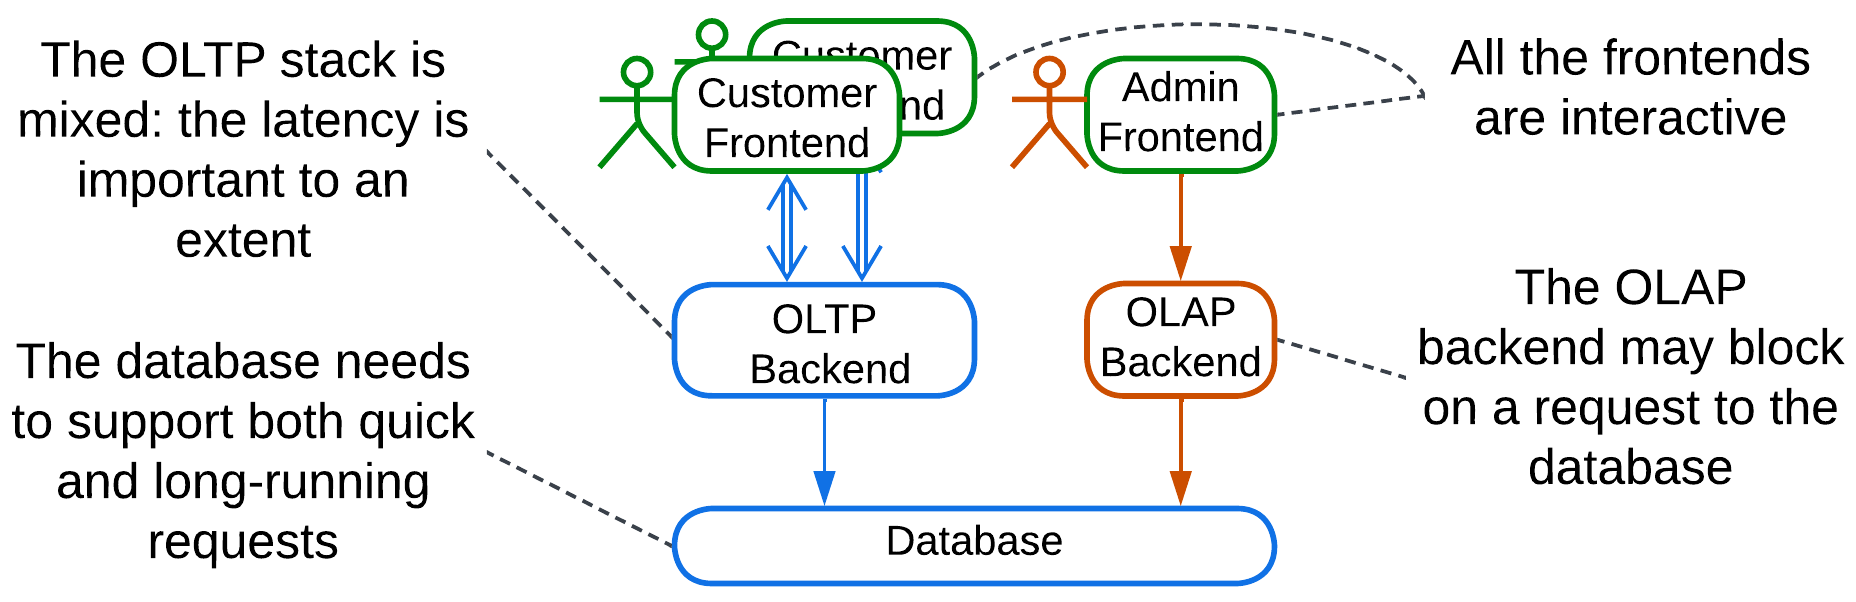 The OLTP stack is
mixed: the latency is
important to an
extent
The database needs
to support both quick
and long-running
requests
Customer
nd
Customer
Frontend
Admin
Frontend
OLTP
Backend
OLAP
Backend
Database
All the frontends
are interactive
The OLAP
backend may block
on a request to the
database